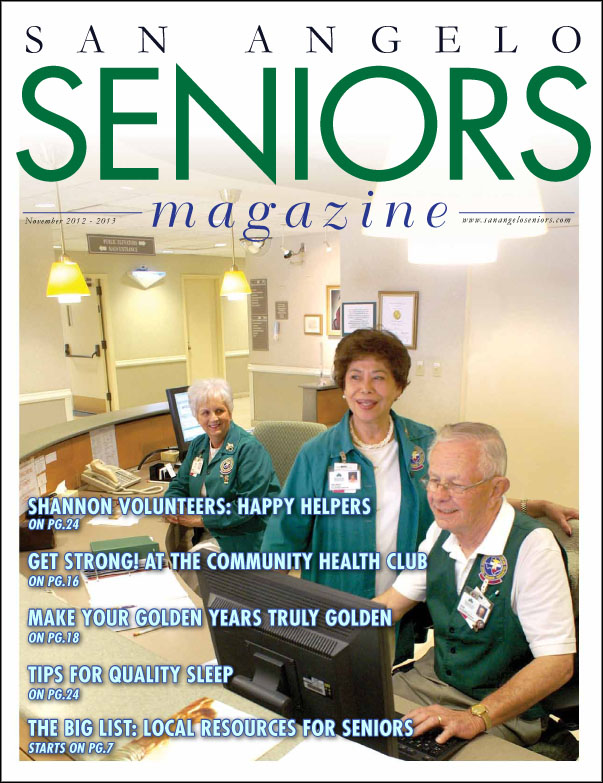 SAN ANGELO
SENIORS
magazine
November 2012 - 2013
www.sanangeloseniors.com
PUBLIC RESTROOMS
SHANNON VOLUNTEERS: HAPPY HELPERS
ON PG.24
GET STRONG! AT THE COMMUNITY HEALTH CLUB
ON PG.16
MAKE YOUR GOLDEN YEARS TRULY GOLDEN
ON PG.18
TIPS FOR QUALITY SLEEP
ON PG.24
THE BIG LIST: LOCAL RESOURCES FOR SENIORS
STARTS ON PG.7